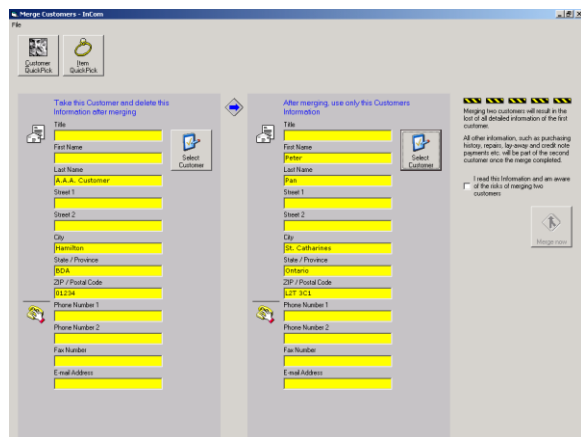 Merge Customers - InCom
File
Customer
QuickPick
Item
QuickPick
Take this Customer and delete this
Information after merging
Title
First Name
Last Name
A.A.A. Customer
Street 1
Street 2
City
Hamilton
State / Province
BDA
ZIP / Postal Code
01234
Phone Number 1
Phone Number 2
Fax Number
E-mail Address
Select
Customer
After merging, use only this Customers
Information
Title
First Name
Peter
Last Name
Pan
Street 1
Street 2
City
St. Catharines
State / Province
Ontario
ZIP / Postal Code
L2T 3C1
Phone Number 1
Phone Number 2
Fax Number
E-mail Address
Select
Customer
Merging two customers will result in the
lost of all detailed information of the first
customer.
All other information, such as purchasing
history, repairs, lay-away and credit note
payments etc. will be part of the second
customer once the merge completed.
I read this Information and am aware
of the risks of merging two
customers
Merge now